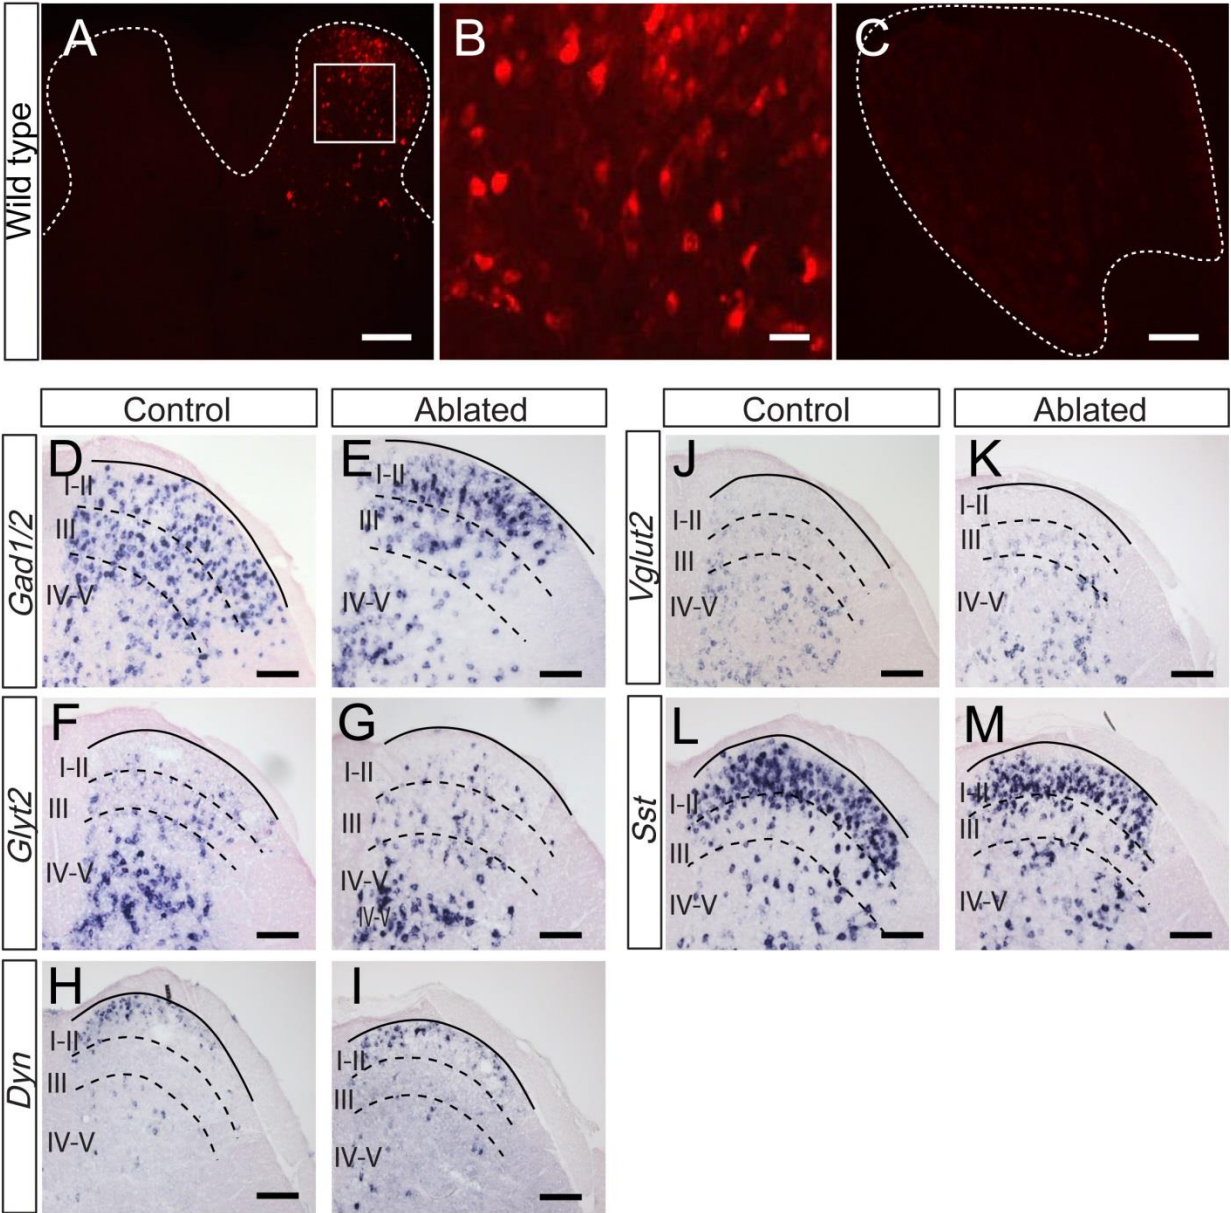 Wild type
A
B
C
Control
Ablated
Control
Ablated
Gad1/2
D
I-II
III
IV-V
E
I-II
III
IV-V
Vglut2
J
I-II
III
IV-V
K
I-II
III
IV-V
Glyt2
F
I-II
III
IV-V
G
I-II
III
IV-V
IV-V
Sst
L
I-II
III
IV-V
M
I-II
III
IV-V
Dyn
H
I-II
III
IV-V
I
I-II
III
IV-V